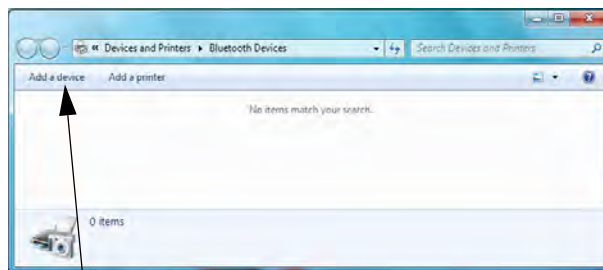 « Devices and Printers ▸ Bluetooth Devices Search Devices and Printers
Add a device Add a printer
No items match your search.
0 items